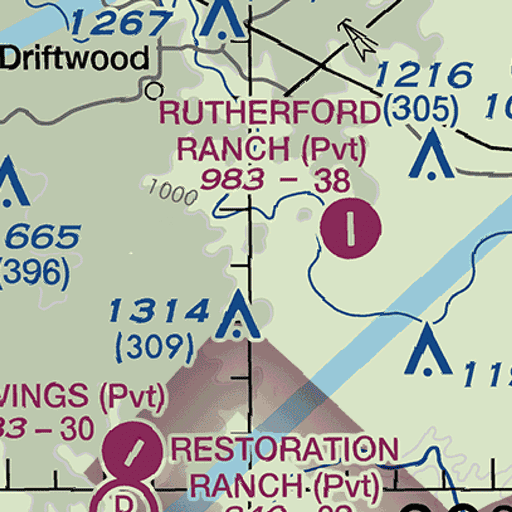 1267
Driftwood
1216
(305)
RUTHERFORD
RANCH (Pvt)
983 – 38
1000
665
(396)
1314
(309)
WINGS (Pvt)
33 – 30
RESTORATION
RANCH (Pvt)
D